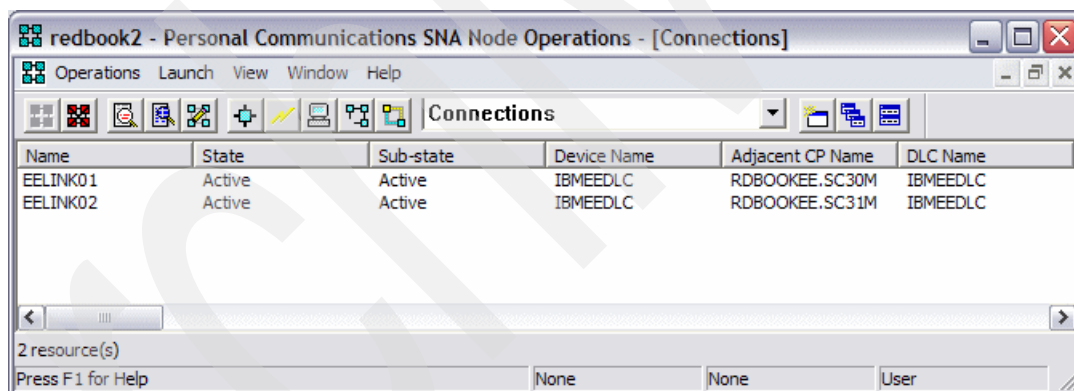 redbook2 - Personal Communications SNA Node Operations - [Connections]
Operations Launch View Window Help
Connections
Name State Sub-state Device Name Adjacent CP Name DLC Name
EELINK01 Active Active IBMEEDLC RDBOOKEE.SC30M IBMEEDLC
EELINK02 Active Active IBMEEDLC RDBOOKEE.SC31M IBMEEDLC
2 resource(s)
Press F1 for Help None None User